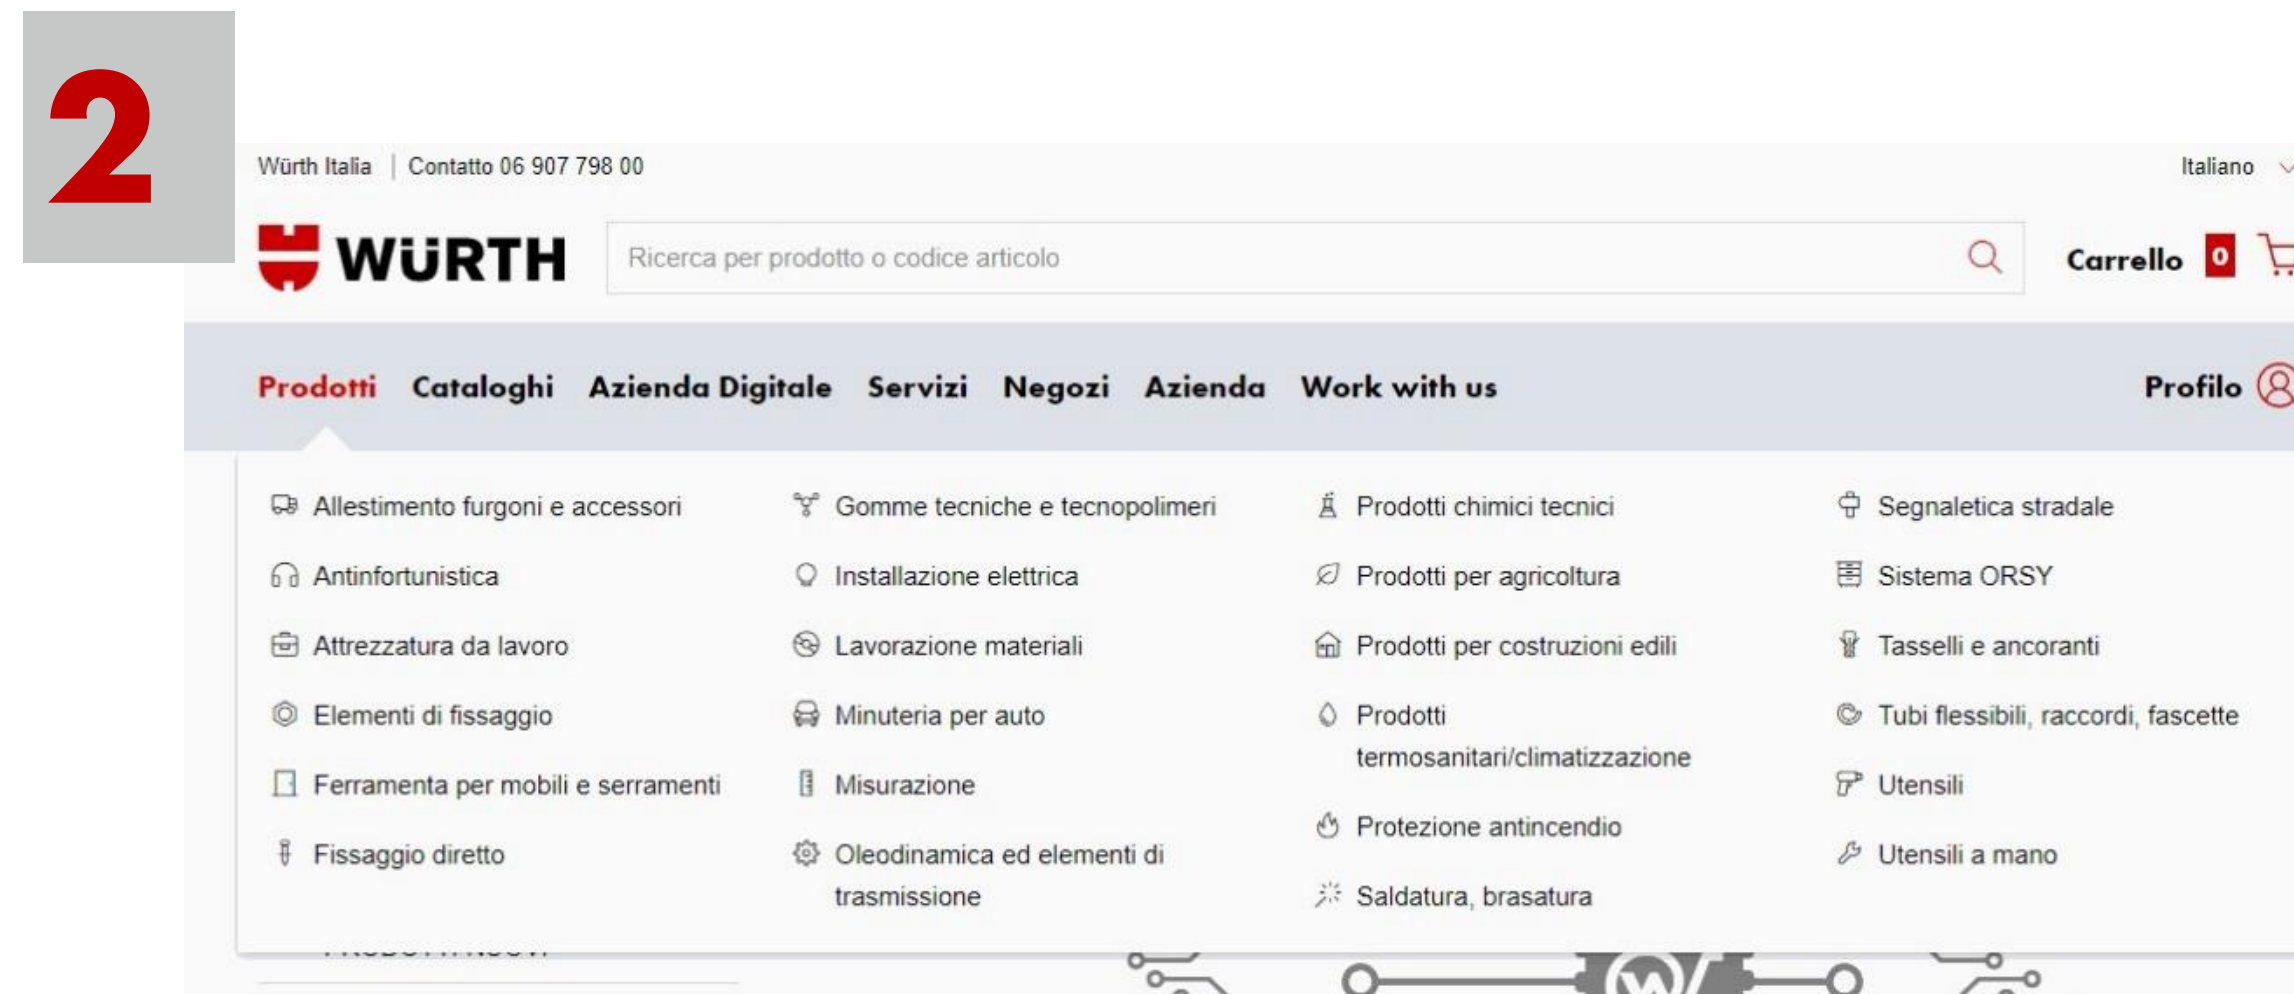 2
Würth Italia | Contatto 06 907 798 00
Italiano
WÜRTH
Ricerca per prodotto o codice articolo
Carrello 0
Prodotti Cataloghi Azienda Digitale Servizi Negozi Azienda Work with us
Profilo
Allestimento furgoni e accessori
Antinfortunistica
Attrezzatura da lavoro
Elementi di fissaggio
Ferramenta per mobili e serramenti
Fissaggio diretto
Gomme tecniche e tecnopolimeri
Installazione elettrica
Lavorazione materiali
Minuteria per auto
Misurazione
Oleodinamica ed elementi di
trasmissione
Prodotti chimici tecnici
Prodotti per agricoltura
Prodotti per costruzioni edili
Prodotti
termosanitari/climatizzazione
Protezione antincendio
Saldatura, brasatura
Segnaletica stradale
Sistema ORSY
Tasselli e ancoranti
Tubi flessibili, raccordi, fascette
Utensili
Utensili a mano